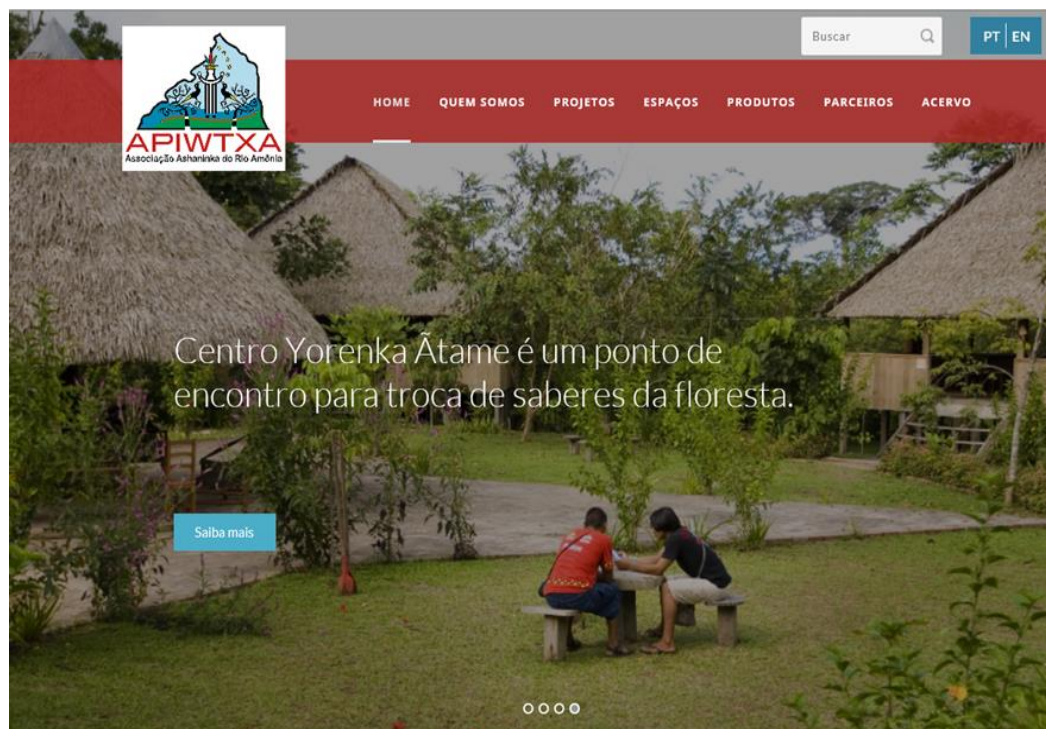 Buscar
PT EN
HOME QUEM SOMOS PROJETOS ESPAÇOS PRODUTOS PARCEIROS ACERVO
APIWTXA
Associação Ashaninka do Rio Amônia
Centro Yorenka Ãtame é um ponto de
encontro para troca de saberes da floresta.
Saiba mais